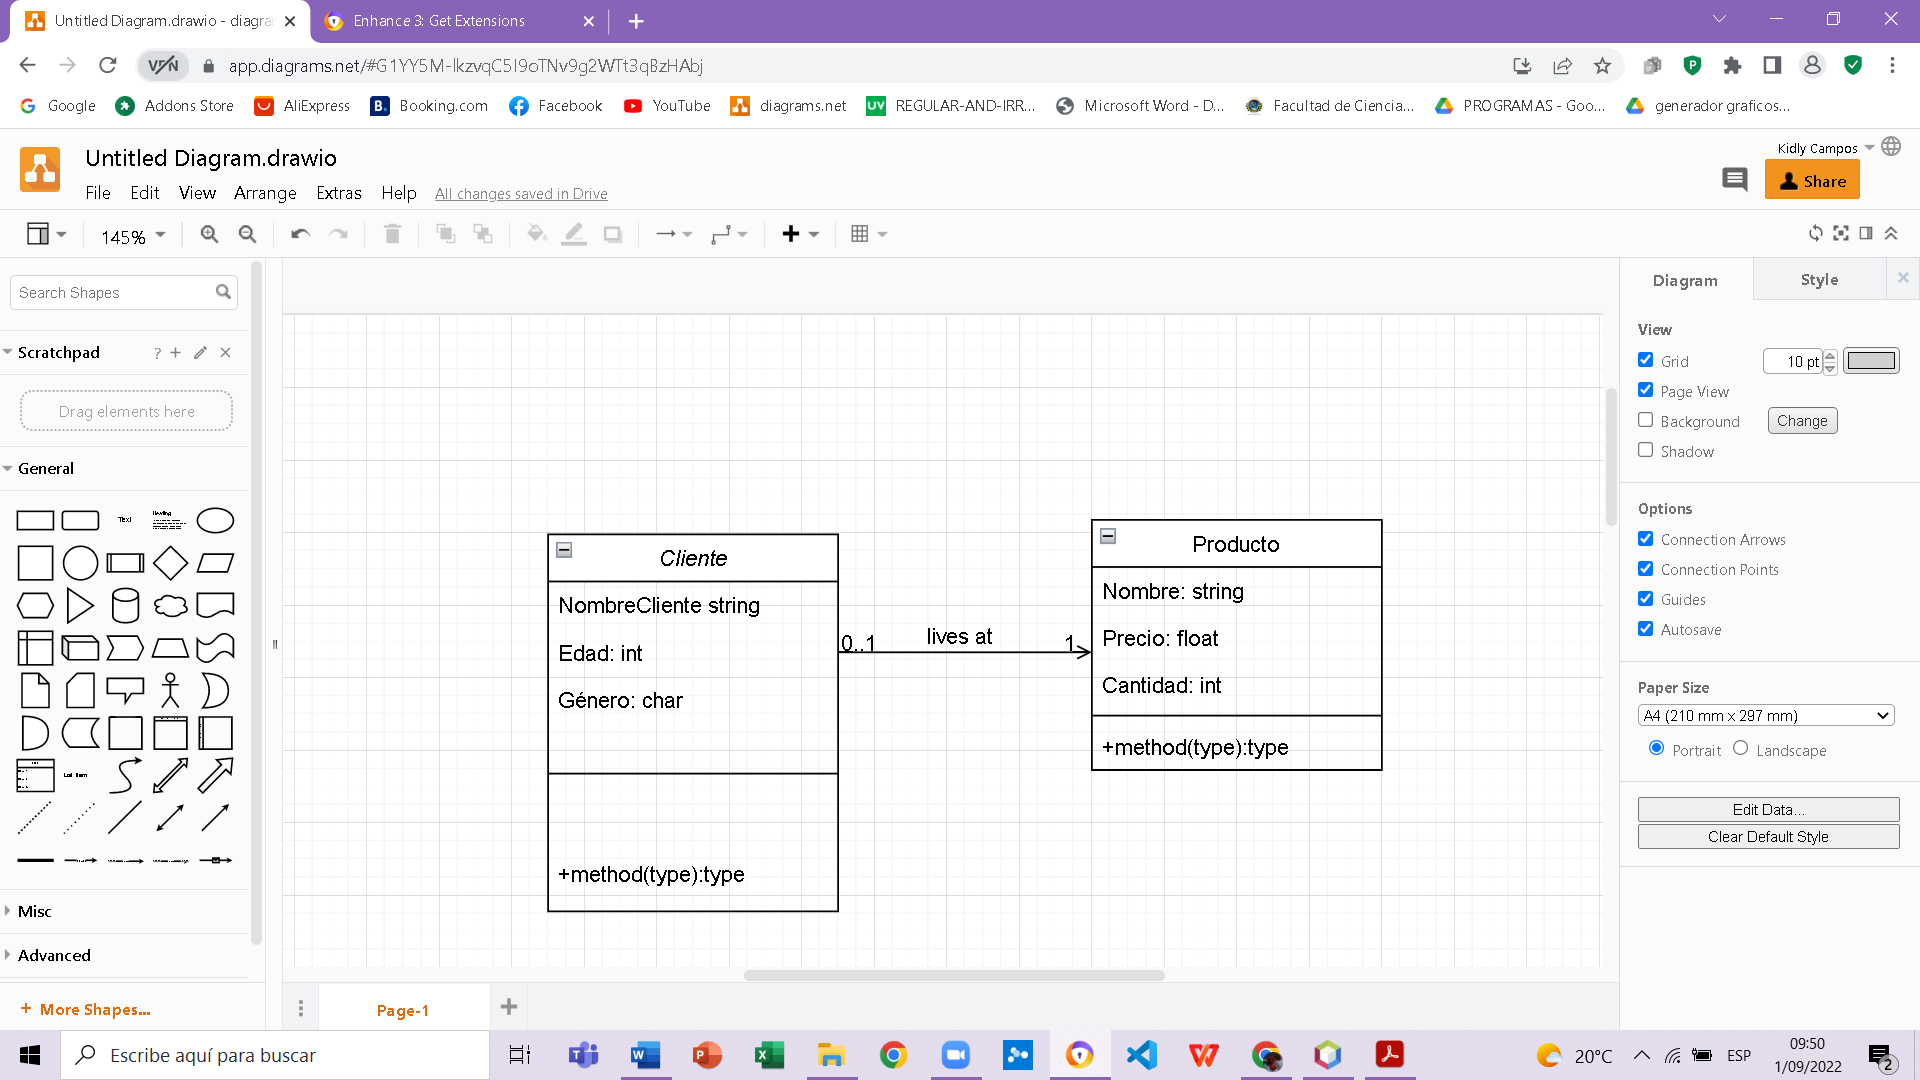 Untitled Diagram.drawio - diagra
Enhance 3: Get Extensions
VPN
app.diagrams.net/#G1YY5M-lkzvqC5I9oTNv9g2WTt3qBzHAbj
Google
Addons Store
AliExpress
Booking.com
Facebook
YouTube
diagrams.net
REGULAR-AND-IRR...
Microsoft Word - D...
Facultad de Ciencia...
PROGRAMAS - Goo...
generador graficos...
Untitled Diagram.drawio
Kidly Campos
File Edit View Arrange Extras Help All changes saved in Drive
Share
145%
Search Shapes
Scratchpad
?
Drag elements here
General
Text
Heading
List Item
Misc
Advanced
+ More Shapes...
Cliente
NombreCliente string
Edad: int
Género: char
+method(type):type
0..1
lives at
1
Producto
Nombre: string
Precio: float
Cantidad: int
+method(type):type
Diagram
Style
View
Grid
10 pt
Page View
Background
Change
Shadow
Options
Connection Arrows
Connection Points
Guides
Autosave
Paper Size
A4 (210 mm x 297 mm)
Portrait
Landscape
Edit Data...
Clear Default Style
Page-1
Escribe aquí para buscar
20°C
ESP
09:50
1/09/2022
2